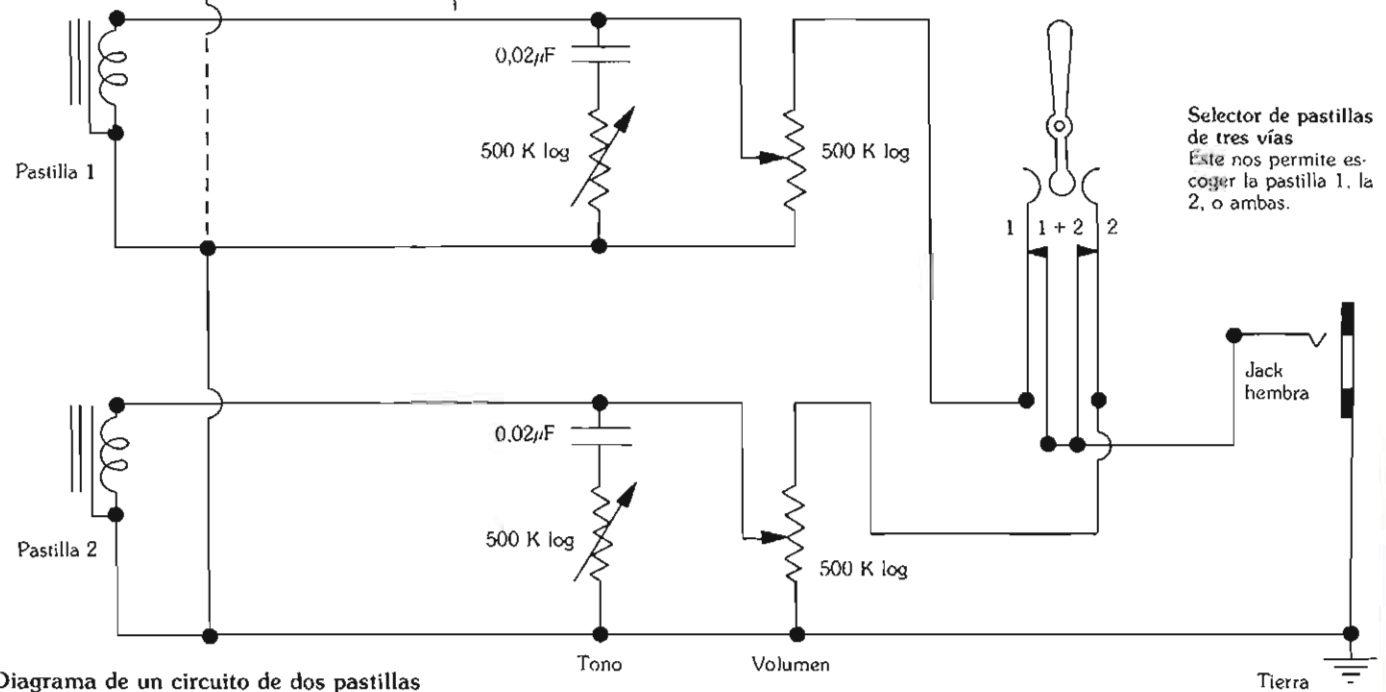 0,02μF
500 K log
500 K log
Pastilla 1
Selector de pastillas
de tres vías
Este nos permite es-
coger la pastilla 1, la
2, o ambas.
1 1 + 2 2
Jack
hembra
0.02μF
500 K log
500 K log
Pastilla 2
Tono
Volumen
Tierra
Diagrama de un circuito de dos pastillas